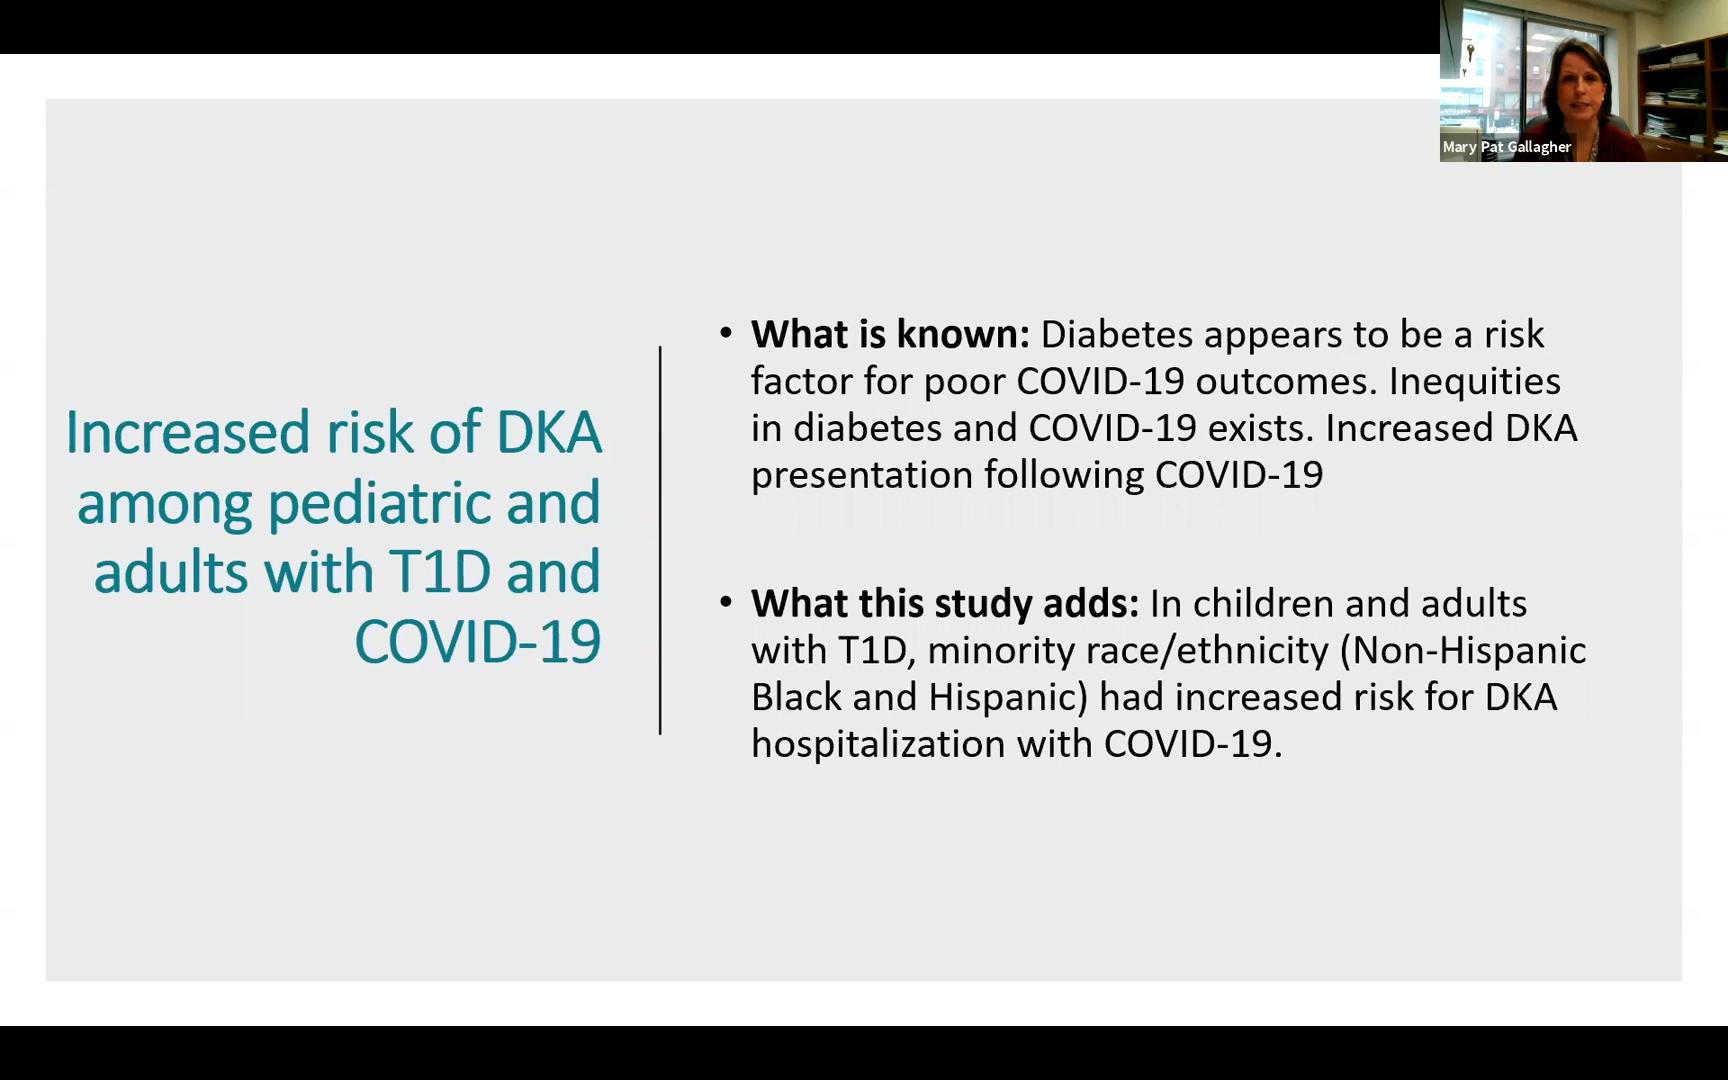 Mary Pat Gallagher
Increased risk of DKA
among pediatric and
adults with T1D and
COVID-19
• What is known: Diabetes appears to be a risk
factor for poor COVID-19 outcomes. Inequities
in diabetes and COVID-19 exists. Increased DKA
presentation following COVID-19
• What this study adds: In children and adults
with T1D, minority race/ethnicity (Non-Hispanic
Black and Hispanic) had increased risk for DKA
hospitalization with COVID-19.